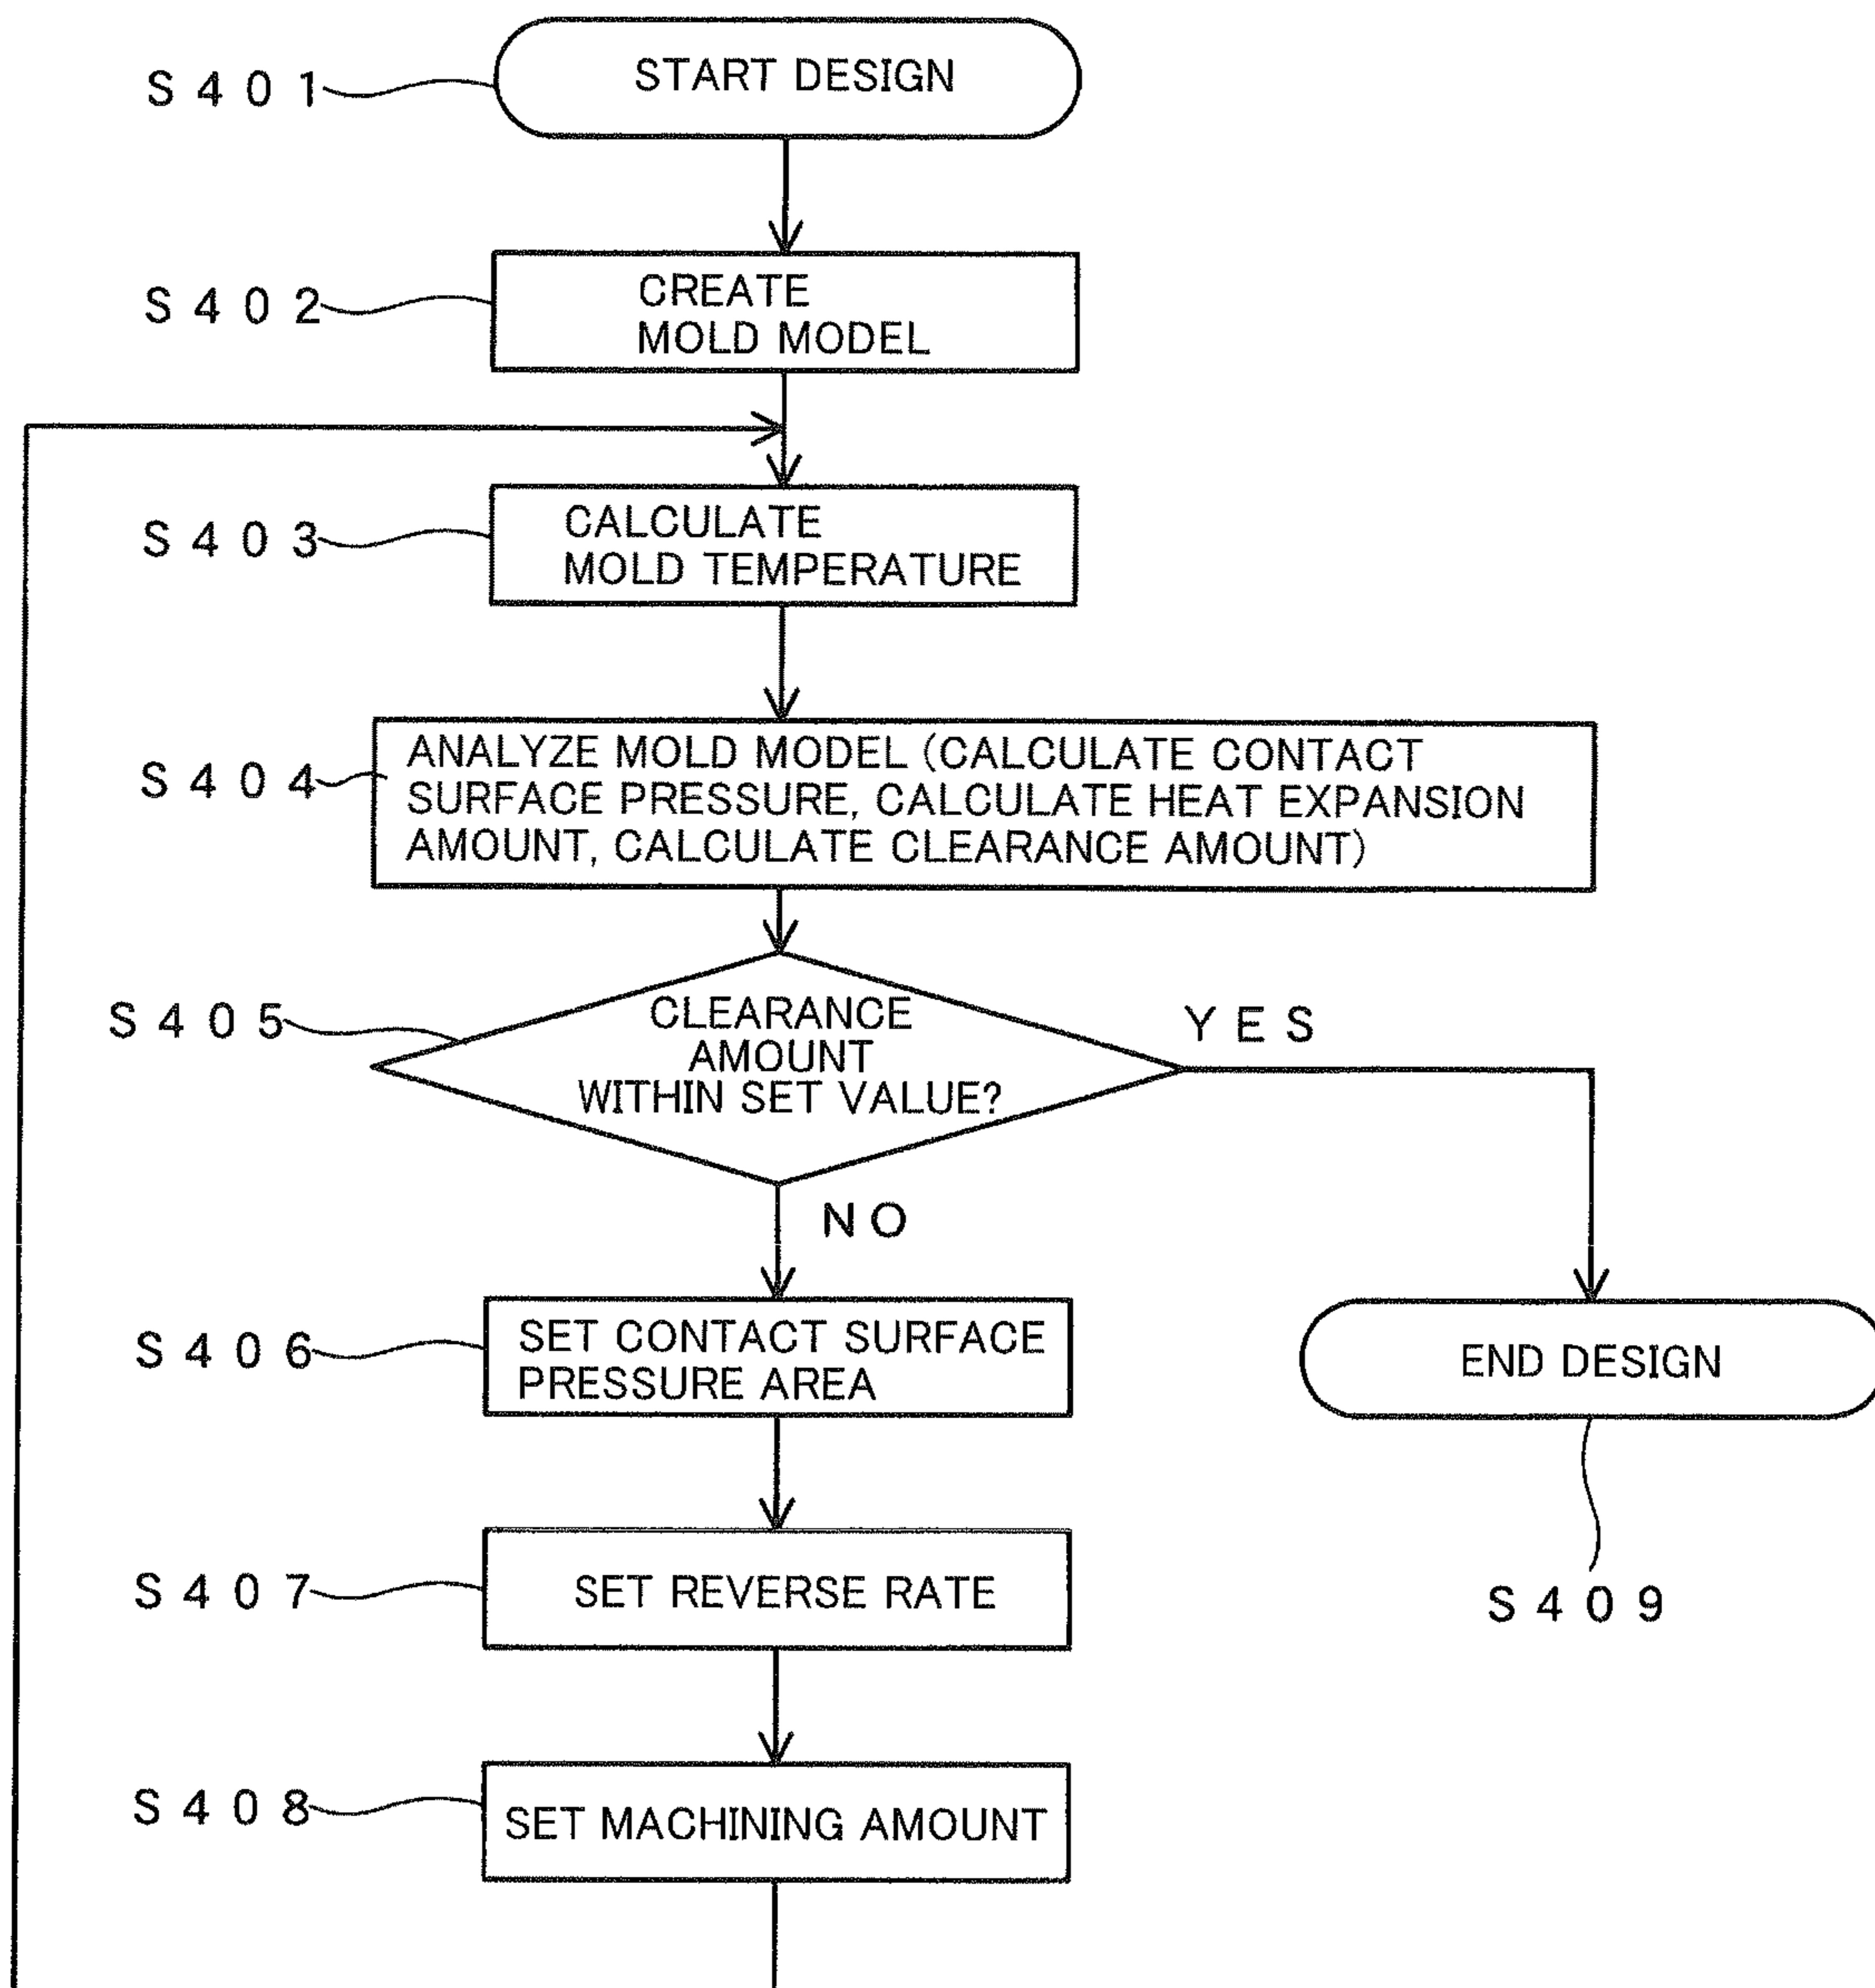 S401
START DESIGN
S402
CREATE
MOLD MODEL
S403
CALCULATE
MOLD TEMPERATURE
S404
ANALYZE MOLD MODEL (CALCULATE CONTACT
SURFACE PRESSURE, CALCULATE HEAT EXPANSION
AMOUNT, CALCULATE CLEARANCE AMOUNT)
S405
CLEARANCE
AMOUNT
WITHIN SET VALUE?
YES
NO
S406
SET CONTACT SURFACE
PRESSURE AREA
END DESIGN
S407
SET REVERSE RATE
S409
S408
SET MACHINING AMOUNT